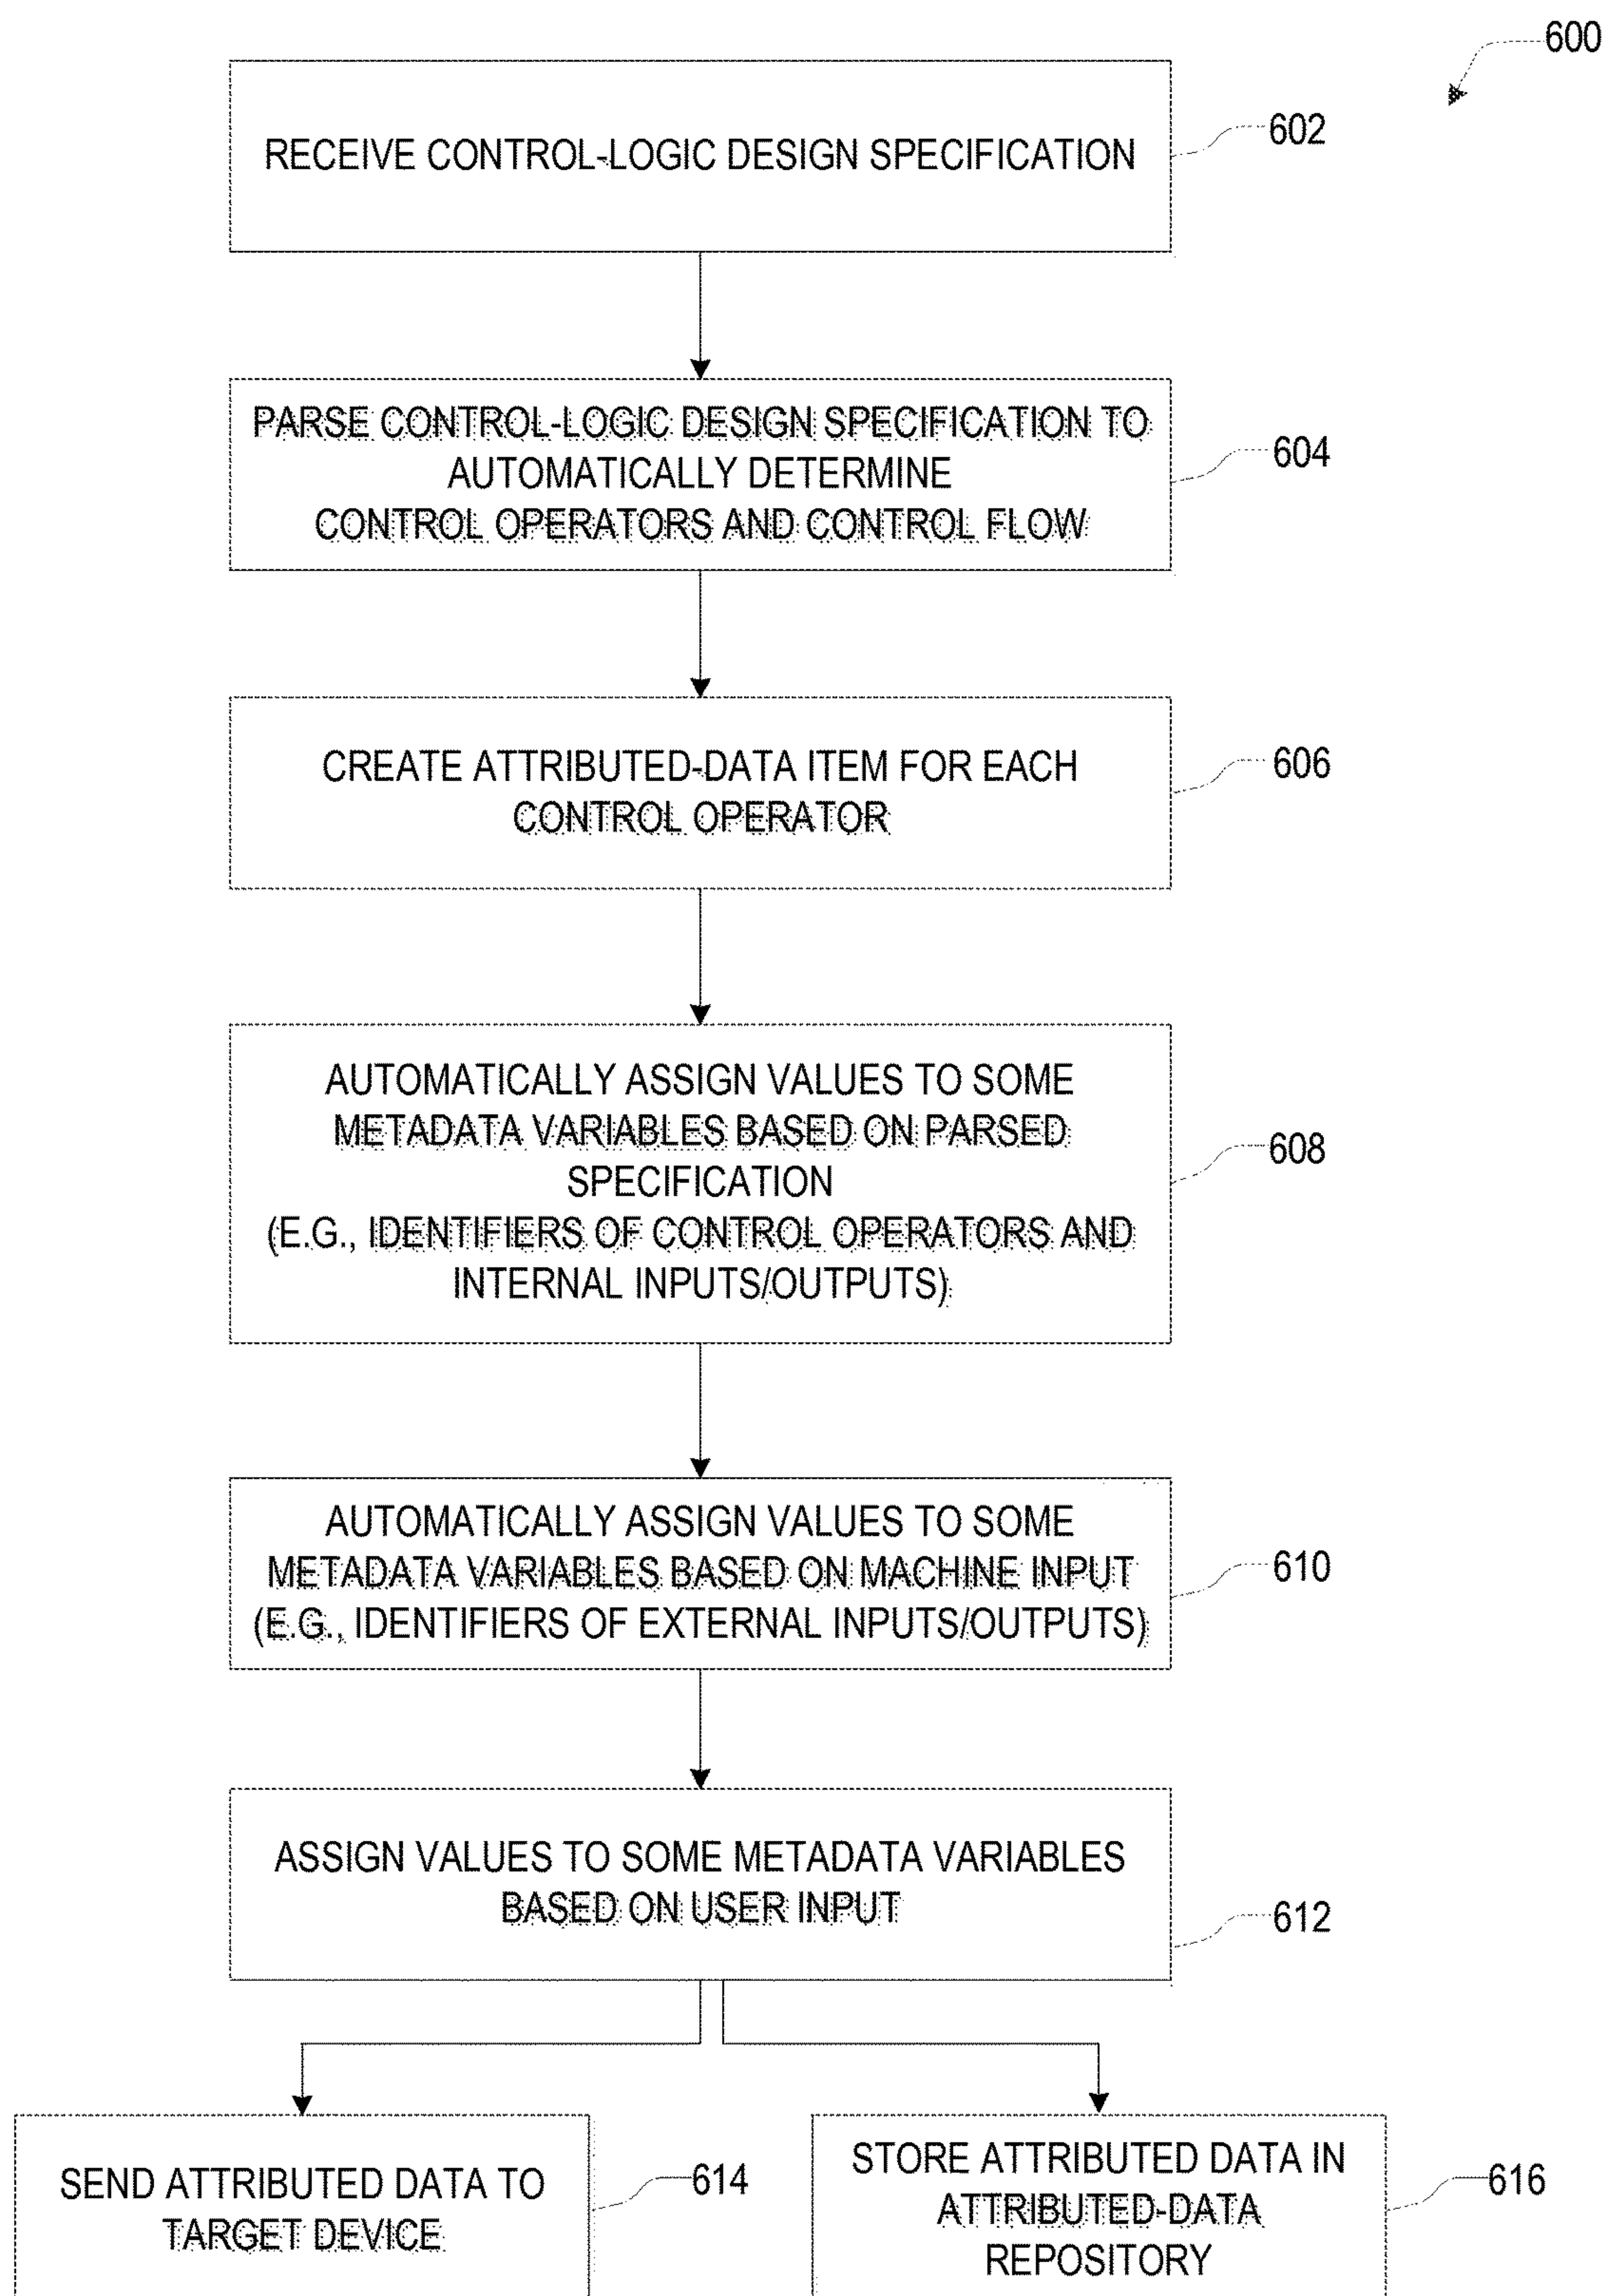 600
RECEIVE CONTROL-LOGIC DESIGN SPECIFICATION
602
PARSE CONTROL-LOGIC DESIGN SPECIFICATION TO
AUTOMATICALLY DETERMINE
CONTROL OPERATORS AND CONTROL FLOW
604
CREATE ATTRIBUTED-DATA ITEM FOR EACH
CONTROL OPERATOR
606
AUTOMATICALLY ASSIGN VALUES TO SOME
METADATA VARIABLES BASED ON PARSED
SPECIFICATION
(E.G., IDENTIFIERS OF CONTROL OPERATORS AND
INTERNAL INPUTS/OUTPUTS)
608
AUTOMATICALLY ASSIGN VALUES TO SOME
METADATA VARIABLES BASED ON MACHINE INPUT
(E.G., IDENTIFIERS OF EXTERNAL INPUTS/OUTPUTS)
610
ASSIGN VALUES TO SOME METADATA VARIABLES
BASED ON USER INPUT
612
SEND ATTRIBUTED DATA TO
TARGET DEVICE
614
STORE ATTRIBUTED DATA IN
ATTRIBUTED-DATA
REPOSITORY
616